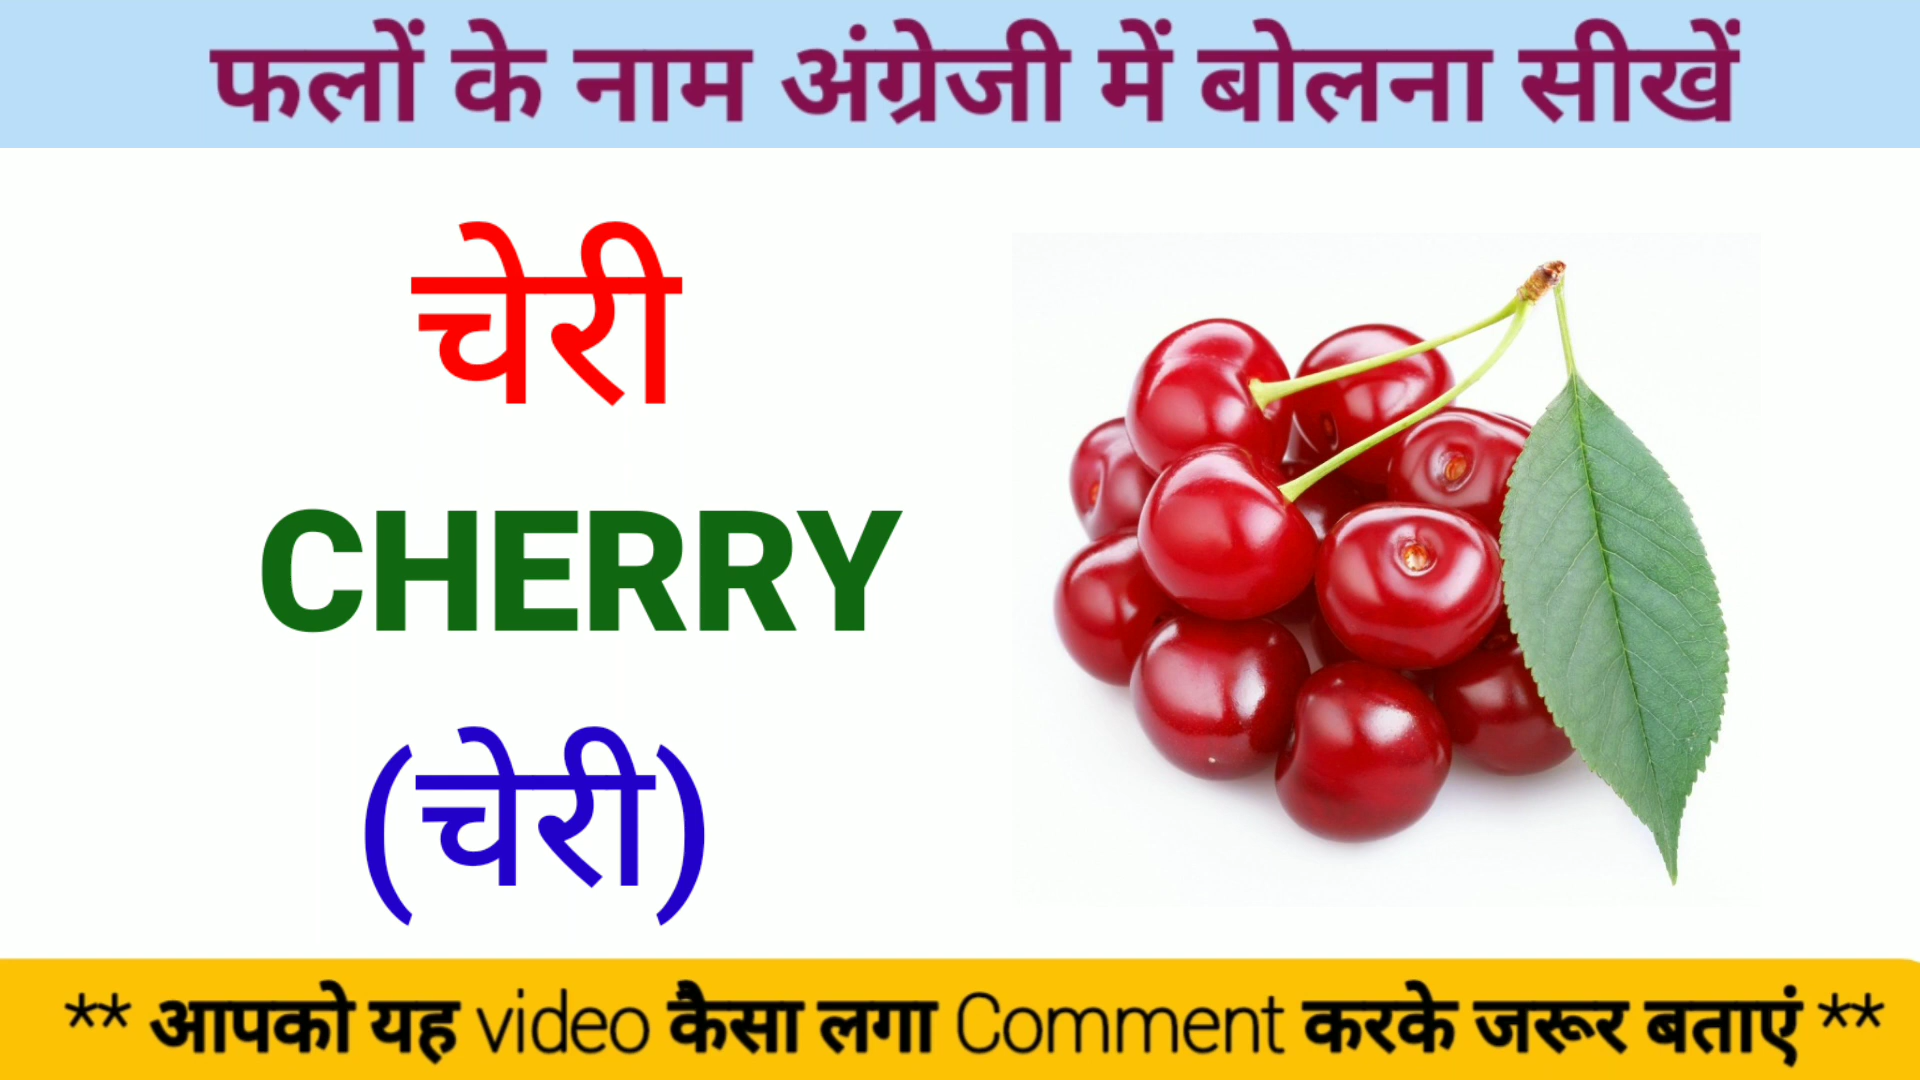 फलों के नाम अंग्रेजी में बोलना सीखें
चेरी
CHERRY
(चेरी)
** आपको यह video कैसा लगा Comment करके जरूर बताएं **